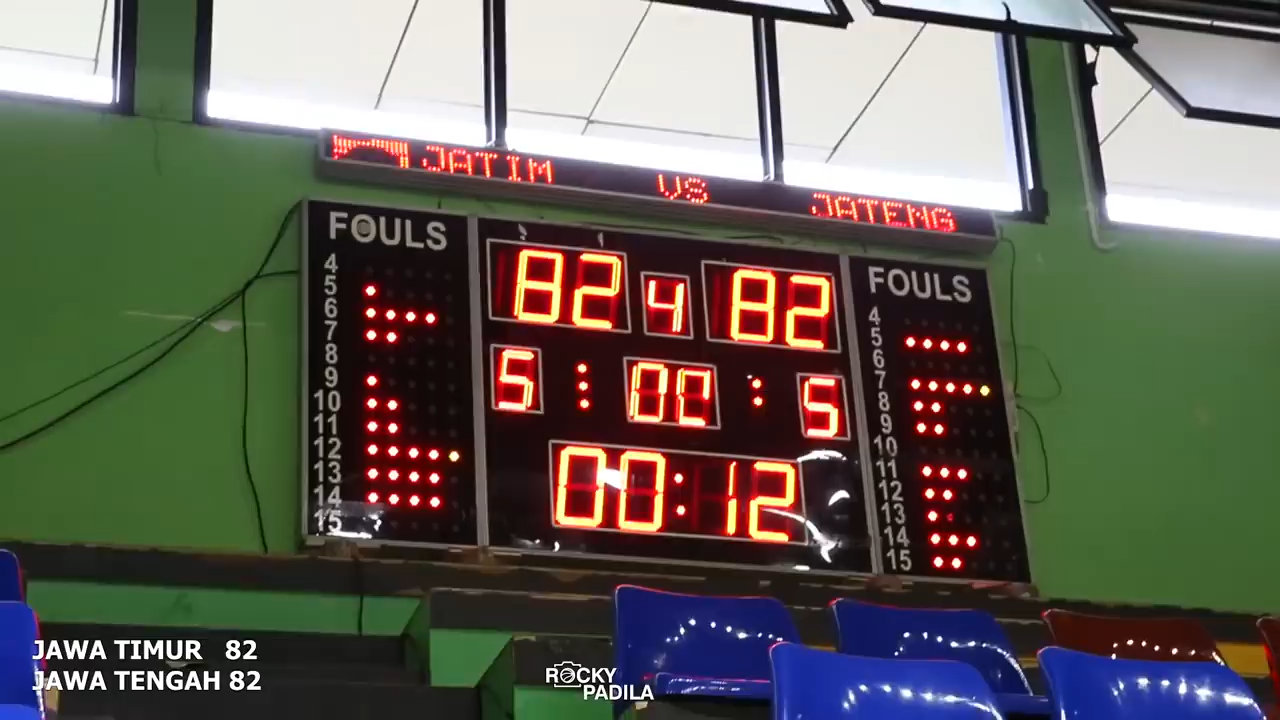 JATIM VS JATENG
FOULS
4
5
6
7
8
9
10
11
12
13
14
15
82 4 82
5 : 0C : 5
00:12
FOULS
4
5
6
7
8
9
10
11
12
13
14
15
JAWA TIMUR 82
JAWA TENGAH 82
ROCKY
PADILA